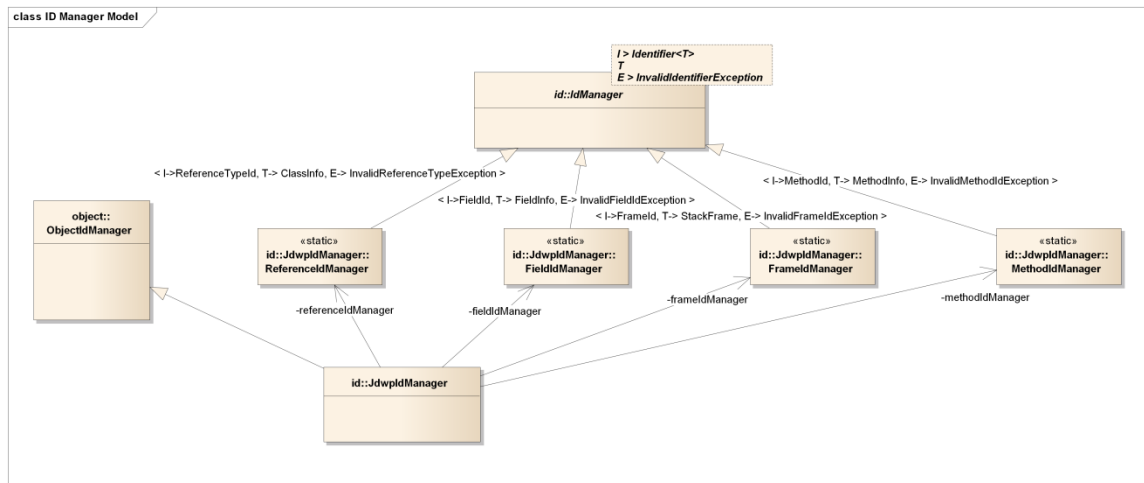 class ID Manager Model
I > Identifier<T>
T
E > InvalidIdentifierException
id::IdManager
< I->ReferenceTypeId, T-> ClassInfo, E-> InvalidReferenceTypeException >
< I->MethodId, T-> MethodInfo, E-> InvalidMethodIdException >
< I->FieldId, T-> FieldInfo, E-> InvalidFieldIdException >
< I->FrameId, T-> StackFrame, E-> InvalidFrameIdException >
object::
ObjectIdManager
«static»
id::JdwpIdManager::
ReferenceIdManager
«static»
id::JdwpIdManager::
FieldIdManager
«static»
id::JdwpIdManager::
FrameIdManager
«static»
id::JdwpIdManager::
MethodIdManager
-referenceIdManager
-fieldIdManager
-frameIdManager
-methodIdManager
id::JdwpIdManager